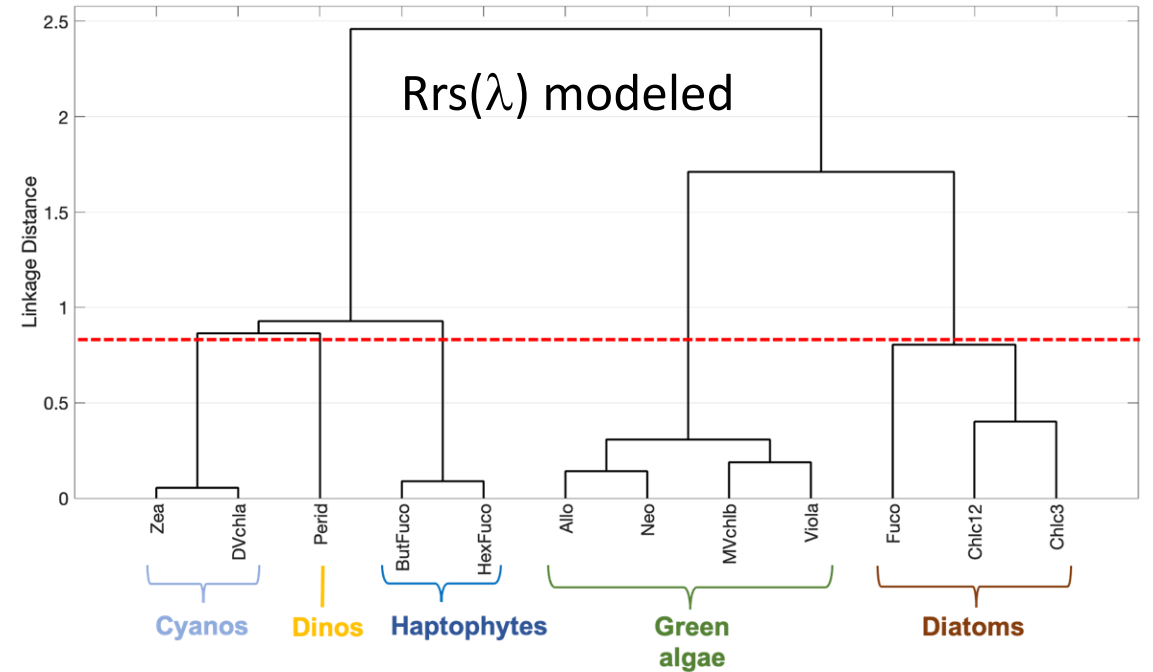 2.5
Rrs(λ) modeled
2
1.5
1
0.5
0
Linkage Distance
Zea
DVchla
Perid
ButFuco
HexFuco
Allo
Neo
MVchlb
Viola
Fuco
Chlc12
Chlc3
Cyanos
Dinos
Haptophytes
Green
algae
Diatoms